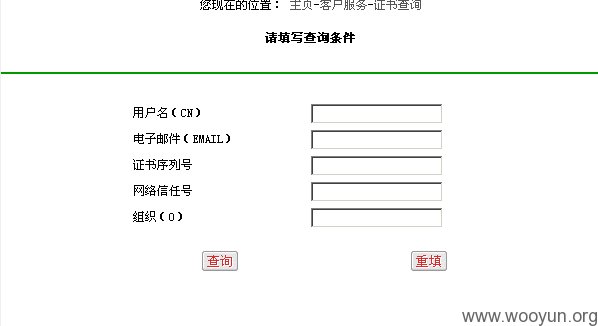 您现在的位置： 主页-客户服务-证书查询
请填写查询条件
用户名(CN)
电子邮件(EMAIL)
证书序列号
网络信任号
组织(O)
查询 重填
www.wooyun.org